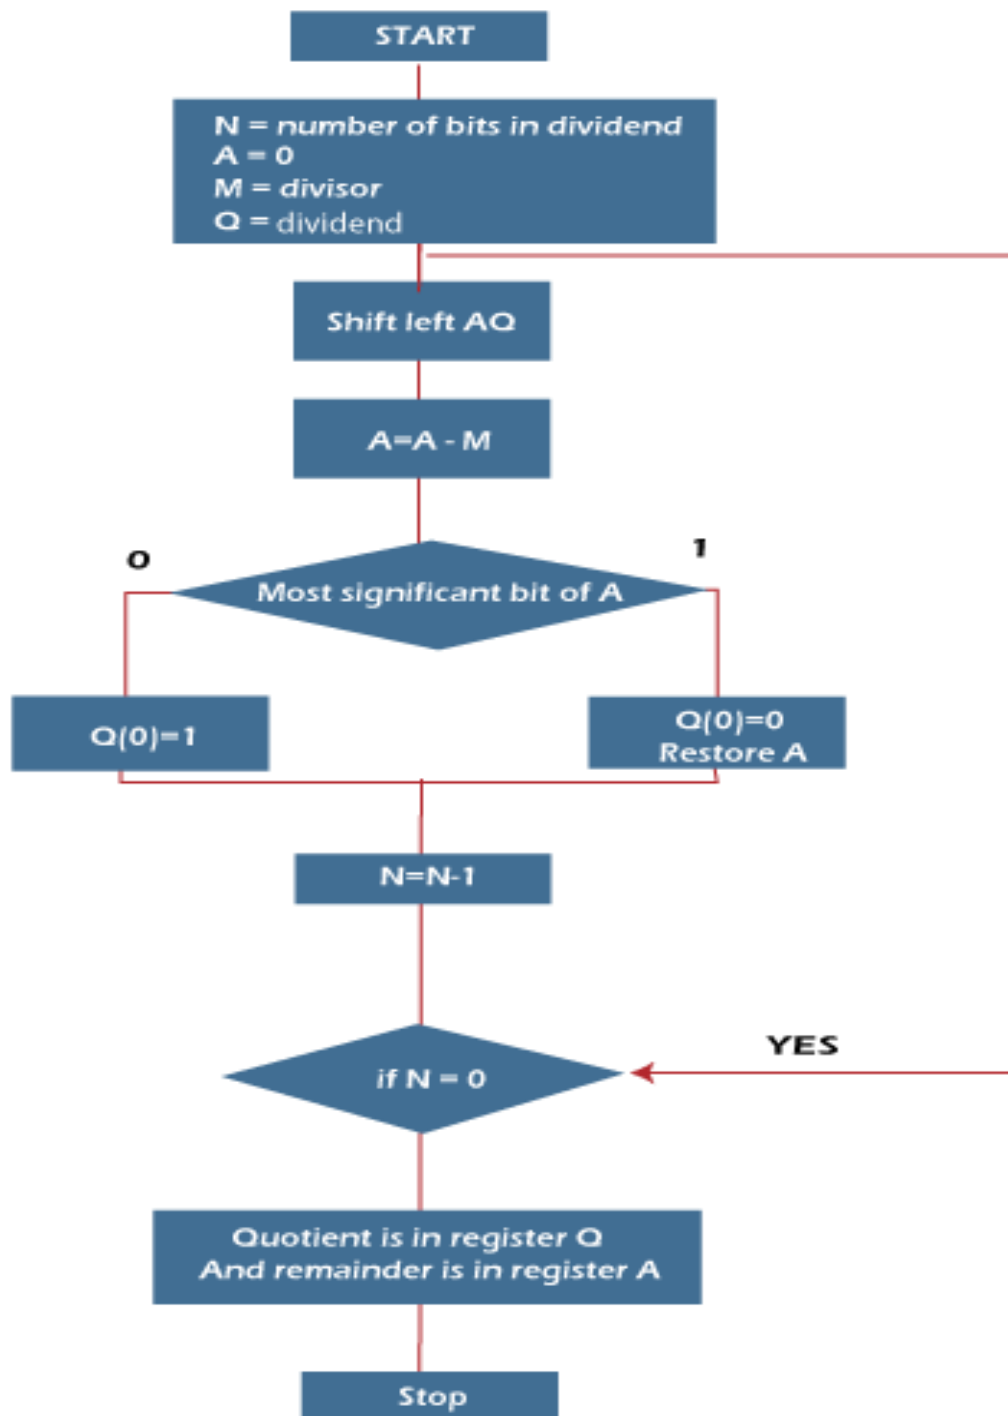 START
N = number of bits in dividend
A = 0
M = divisor
Q = dividend
Shift left AQ
A=A - M
0
1
Most significant bit of A
Q(0)=1
Q(0)=0
Restore A
N=N-1
YES
if N = 0
Quotient is in register Q
And remainder is in register A
Stop